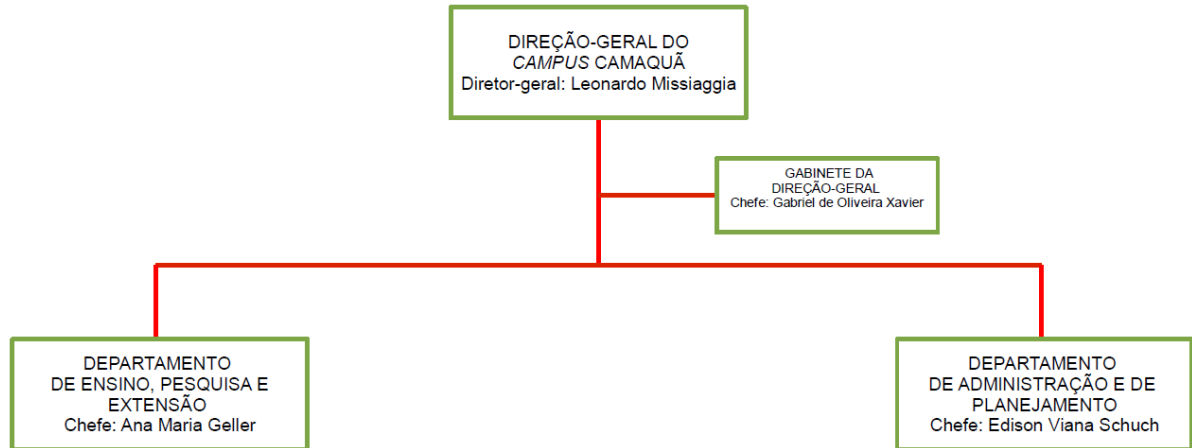 DIREÇÃO-GERAL DO
CAMPUS CAMAQUÃ
Diretor-geral: Leonardo Missiaggia
GABINETE DA
DIREÇÃO-GERAL
Chefe: Gabriel de Oliveira Xavier
DEPARTAMENTO
DE ENSINO, PESQUISA E
EXTENSÃO
Chefe: Ana Maria Geller
DEPARTAMENTO
DE ADMINISTRAÇÃO E DE
PLANEJAMENTO
Chefe: Edison Viana Schuch